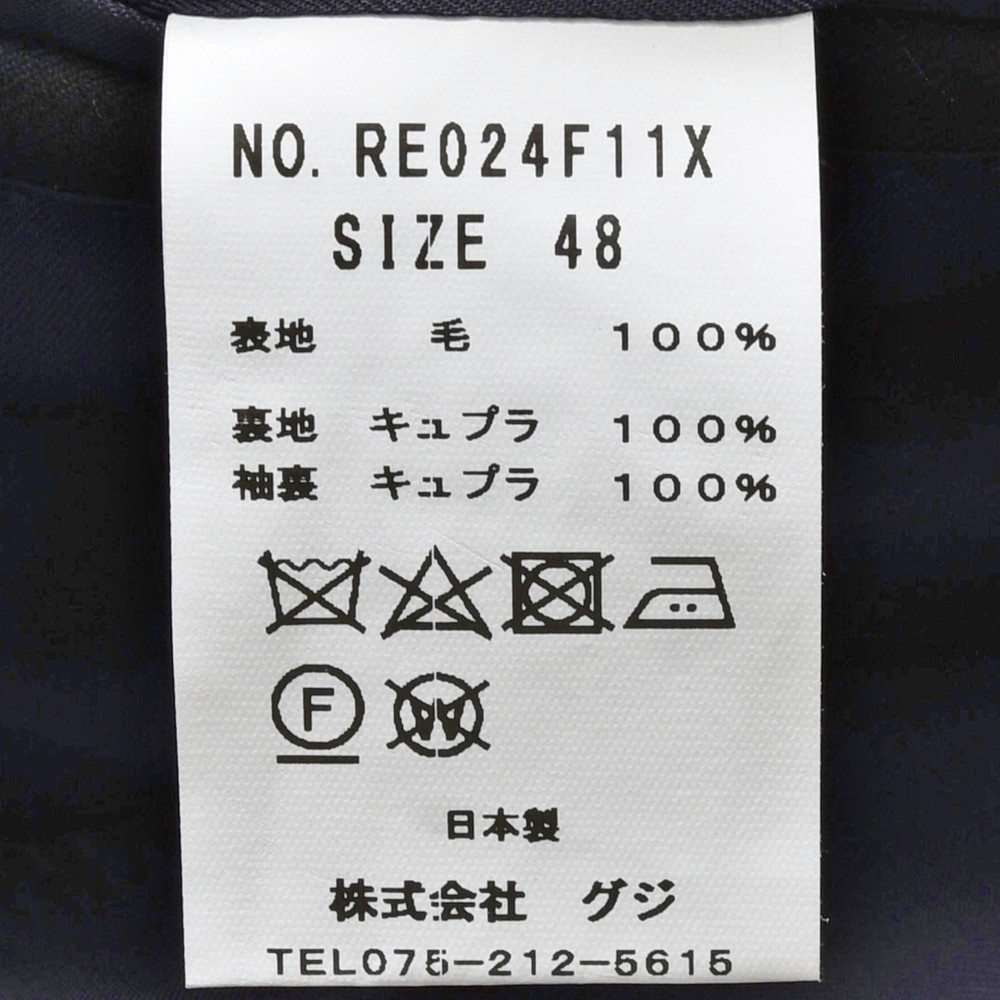 NO. RE024F11X
SIZE 48
表地 毛 100%
裏地 キュプラ 100%
袖裏 キュプラ 100%
F
W
日本製
株式会社 グジ
TEL075-212-5615